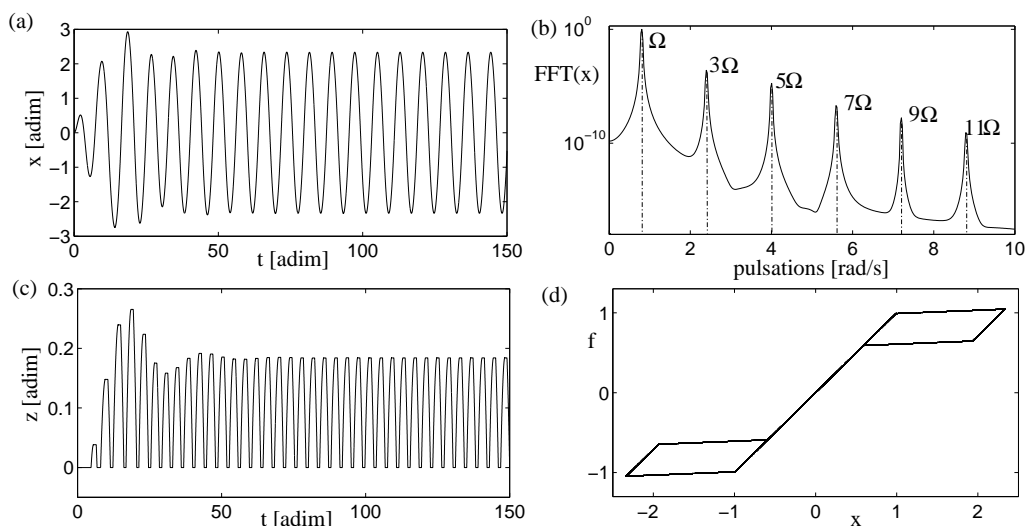 (a)
3
2
1
0
−1
−2
−3
x [adim]
0
50
100
150
t [adim]
(b)
10^0
FFT(x)
10^−10
Ω
3Ω
5Ω
7Ω
9Ω
11Ω
0
2
4
6
8
10
pulsations [rad/s]
(c)
0.3
0.2
0.1
0
z [adim]
0
50
100
150
t [adim]
(d)
1
f
0
−1
−2
−1
0
1
2
x